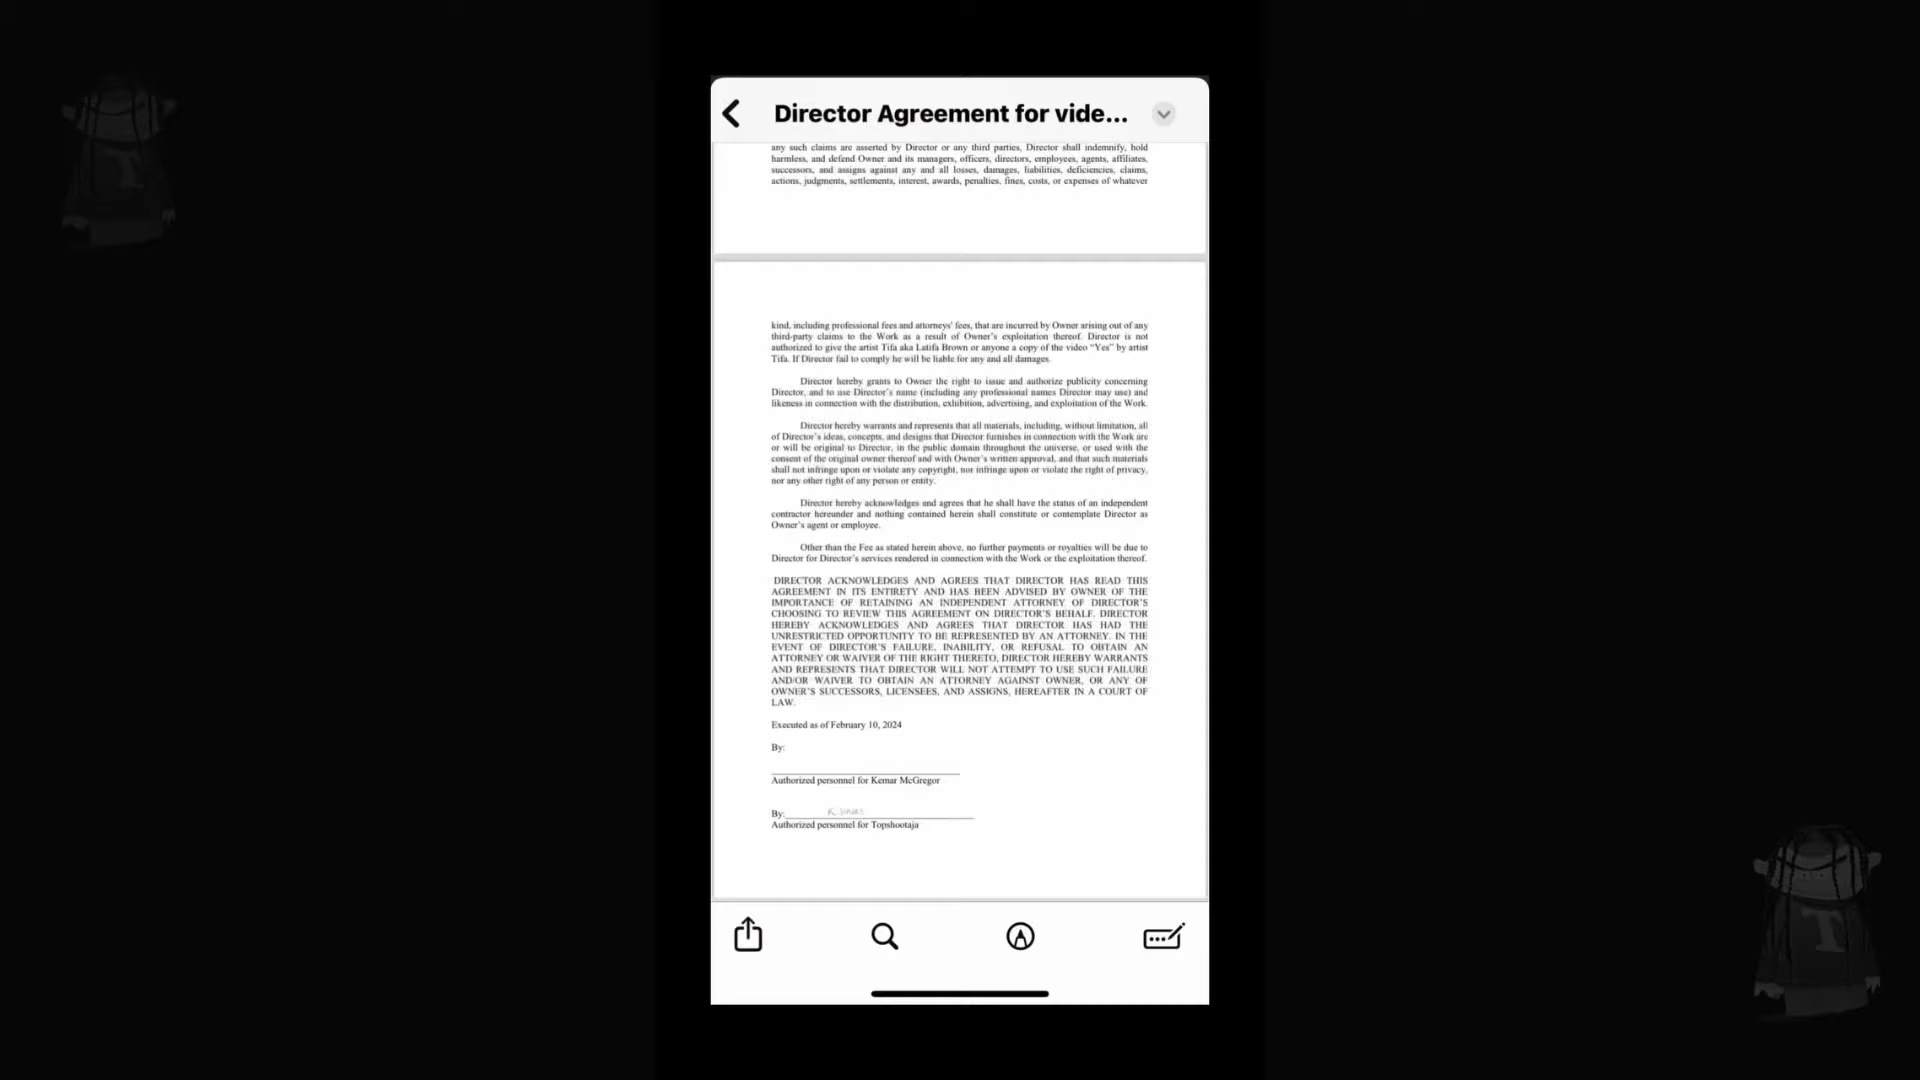 Director Agreement for vide...
any such claims are asserted by Director or any third parties, Director shall indemnify, hold
harmless, and defend Owner and its managers, officers, directors, employees, agents, affiliates,
successors, and assigns against any and all losses, damages, liabilities, deficiencies, claims,
actions, judgments, settlements, interest, awards, penalties, fines, costs, or expenses of whatever
kind, including professional fees and attorneys' fees, that are incurred by Owner arising out of any
third-party claims to the Work as a result of Owner's exploitation thereof. Director is not
authorized to give the artist Tifa aka Latifa Brown or anyone a copy of the video “Yes” by artist
Tifa. If Director fail to comply he will be liable for any and all damages.
Director hereby grants to Owner the right to issue and authorize publicity concerning
Director, and to use Director's name (including any professional names Director may use) and
likeness in connection with the distribution, exhibition, advertising, and exploitation of the Work.
Director hereby warrants and represents that all materials, including, without limitation, all
of Director's ideas, concepts, and designs that Director furnishes in connection with the Work are
or will be original to Director, in the public domain throughout the universe, or used with the
consent of the original owner thereof and with Owner's written approval, and that such materials
shall not infringe upon or violate any copyright, nor infringe upon or violate the right of privacy,
nor any other right of any person or entity.
Director hereby acknowledges and agrees that he shall have the status of an independent
contractor hereunder and nothing contained herein shall constitute or contemplate Director as
Owner's agent or employee.
Other than the Fee as stated herein above, no further payments or royalties will be due to
Director for Director's services rendered in connection with the Work or the exploitation thereof.
DIRECTOR ACKNOWLEDGES AND AGREES THAT DIRECTOR HAS READ THIS
AGREEMENT IN ITS ENTIRETY AND HAS BEEN ADVISED BY OWNER OF THE
IMPORTANCE OF RETAINING AN INDEPENDENT ATTORNEY OF DIRECTOR'S
CHOOSING TO REVIEW THIS AGREEMENT ON DIRECTOR'S BEHALF. DIRECTOR
HEREBY ACKNOWLEDGES AND AGREES THAT DIRECTOR HAS HAD THE
UNRESTRICTED OPPORTUNITY TO BE REPRESENTED BY AN ATTORNEY. IN THE
EVENT OF DIRECTOR'S FAILURE, INABILITY, OR REFUSAL TO OBTAIN AN
ATTORNEY OR WAIVER OF THE RIGHT THERETO, DIRECTOR HEREBY WARRANTS
AND REPRESENTS THAT DIRECTOR WILL NOT ATTEMPT TO USE SUCH FAILURE
AND/OR WAIVER TO OBTAIN AN ATTORNEY AGAINST OWNER, OR ANY OF
OWNER'S SUCCESSORS, LICENSEES, AND ASSIGNS, HEREAFTER IN A COURT OF
LAW.
Executed as of February 10, 2024
By:
Authorized personnel for Kemar McGregor
By: K.
Authorized personnel for Topshootaja